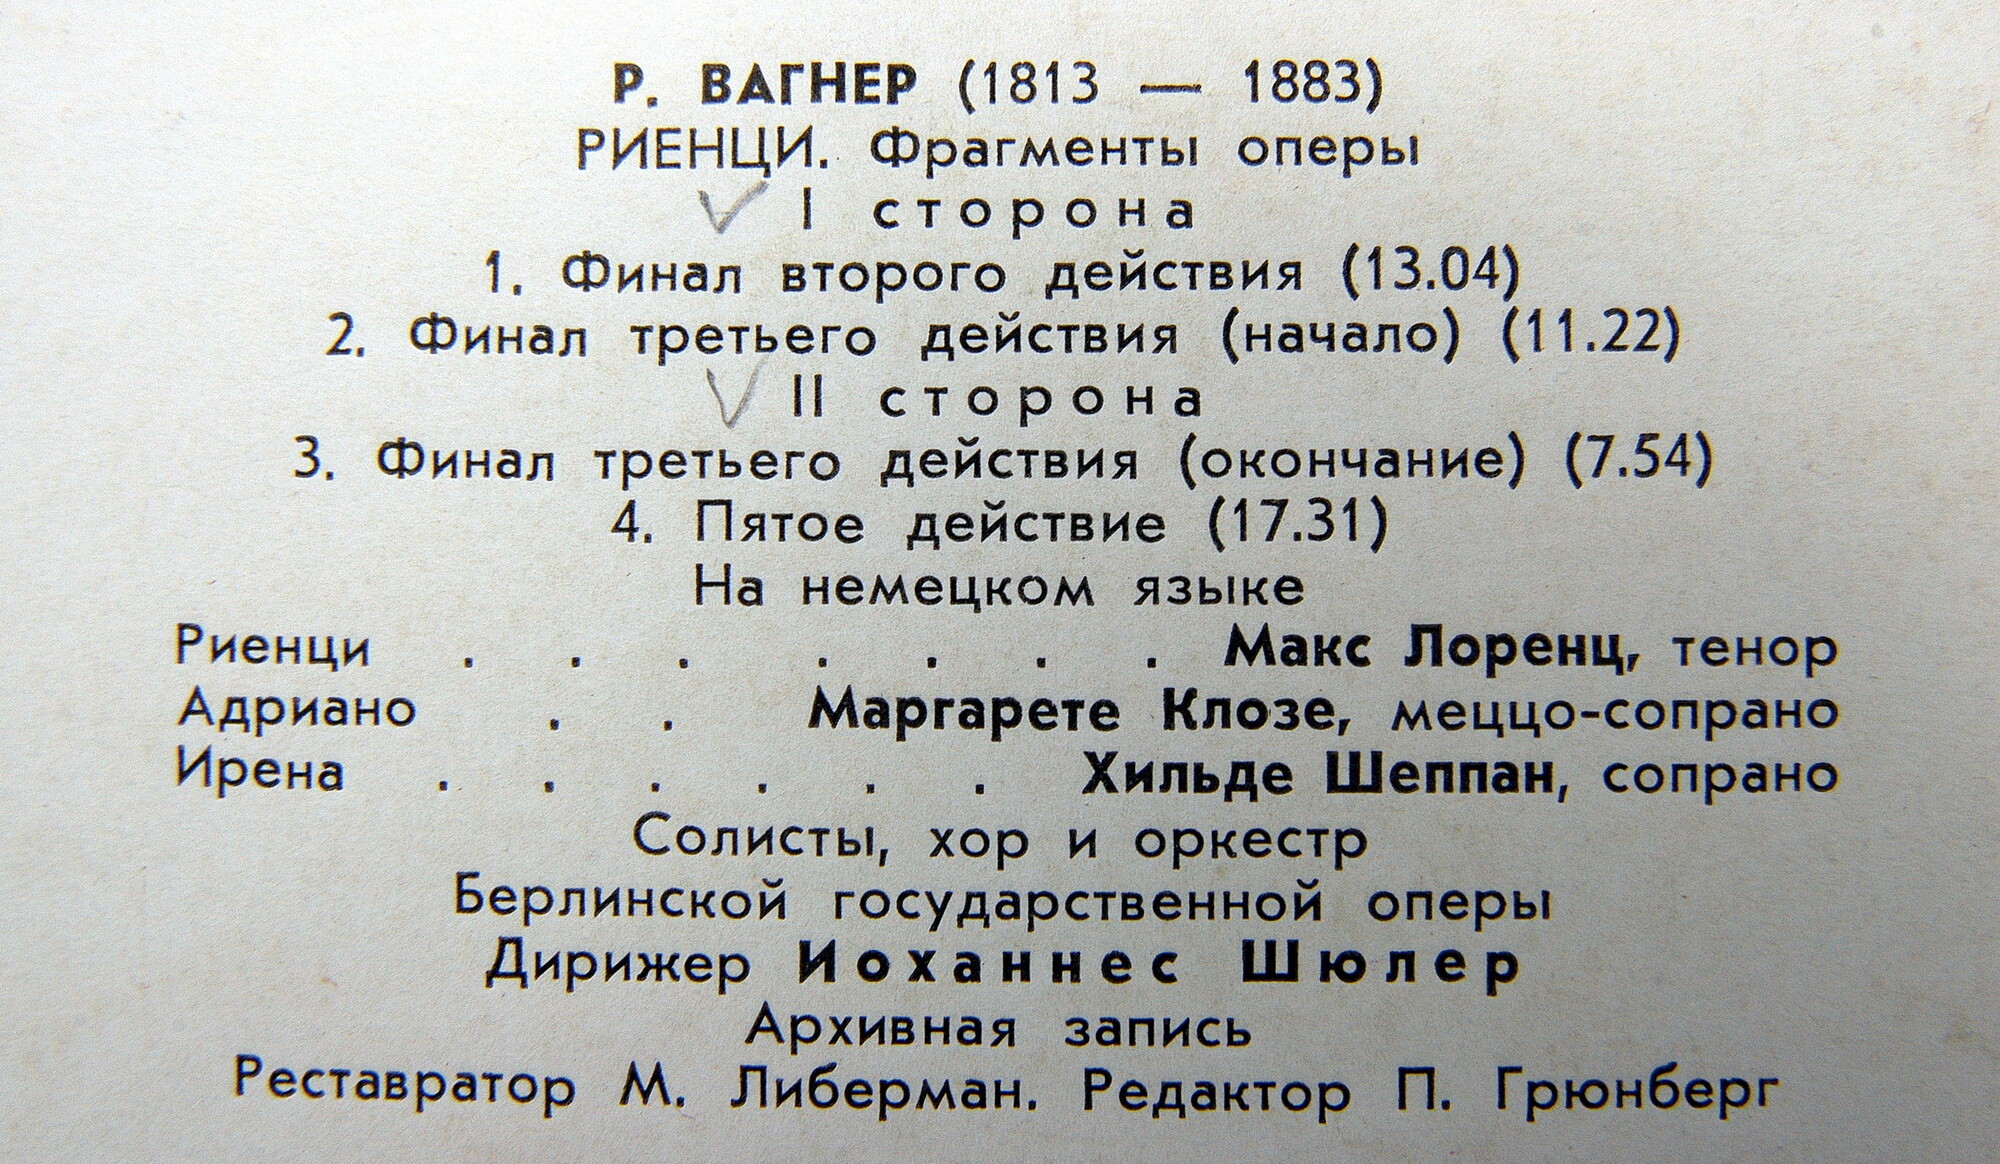 Р. ВАГНЕР (1813 — 1883)
РИЕНЦИ. Фрагменты оперы
I сторона
1. Финал второго действия (13.04)
2. Финал третьего действия (начало) (11.22)
II сторона
3. Финал третьего действия (окончание) (7.54)
4. Пятое действие (17.31)
На немецком языке
Риенци . . . . . . . Макс Лоренц, тенор
Адриано . . Маргарете Клозе, меццо-сопрано
Ирена . . . . . . Хильде Шеппан, сопрано
Солисты, хор и оркестр
Берлинской государственной оперы
Дирижер Иоханнес Шюлер
Архивная запись
Реставратор М. Либерман. Редактор П. Грюнберг